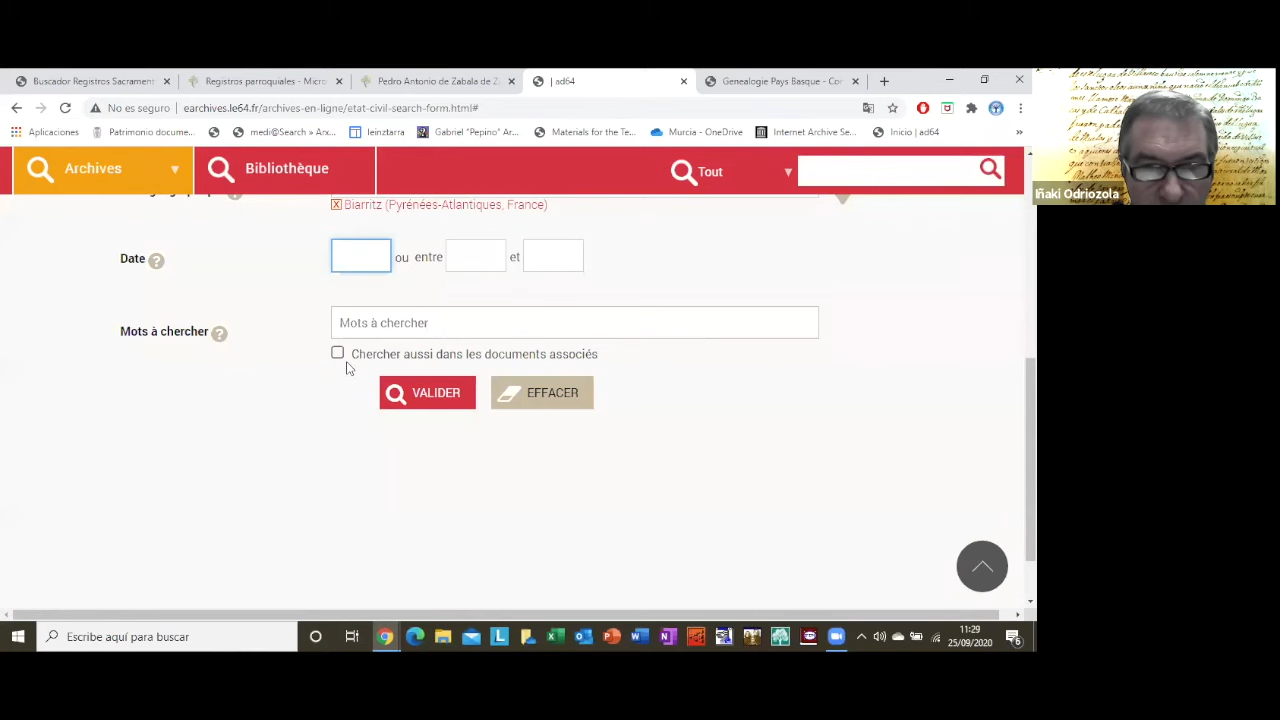 Buscador Registros Sacrament
Registros parroquiales - Micro
Pedro Antonio de Zabala de Z
| ad64
Genealogie Pays Basque - Cor
No es seguro | earchives.le64.fr/archives-en-ligne/etat-civil-search-form.html#
Aplicaciones
Patrimonio docume...
medi@Search » Arx...
leinztarra
Gabriel "Pepino" Ar...
Materials for the Te...
Murcia - OneDrive
Internet Archive Se...
Inicio | ad64
»
Archives
Bibliothèque
Tout
X Biarritz (Pyrénées-Atlantiques, France)
Date ?
ou entre
et
Mots à chercher ?
Mots à chercher
Chercher aussi dans les documents associés
VALIDER
EFFACER
Iñaki Odriozola
Escribe aquí para buscar
11:29
25/09/2020
6